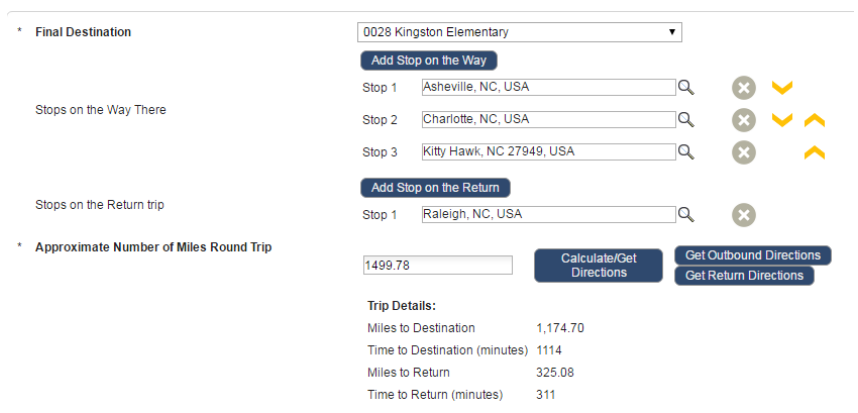 * Final Destination 0028 Kingston Elementary
Add Stop on the Way
Stops on the Way There
Stop 1 Asheville, NC, USA
Stop 2 Charlotte, NC, USA
Stop 3 Kitty Hawk, NC 27949, USA
Add Stop on the Return
Stops on the Return trip
Stop 1 Raleigh, NC, USA
* Approximate Number of Miles Round Trip
1499.78
Calculate/Get
Directions
Get Outbound Directions
Get Return Directions
Trip Details:
Miles to Destination 1,174.70
Time to Destination (minutes) 1114
Miles to Return 325.08
Time to Return (minutes) 311